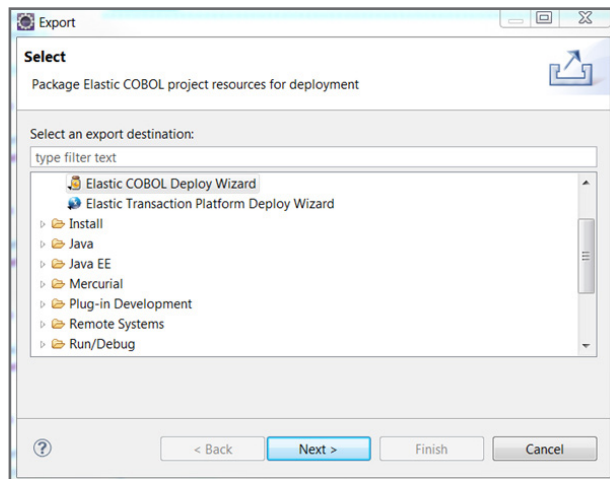 Export
Select
Package Elastic COBOL project resources for deployment
Select an export destination:
type filter text
Elastic COBOL Deploy Wizard
Elastic Transaction Platform Deploy Wizard
Install
Java
Java EE
Mercurial
Plug-in Development
Remote Systems
Run/Debug
? < Back Next > Finish Cancel